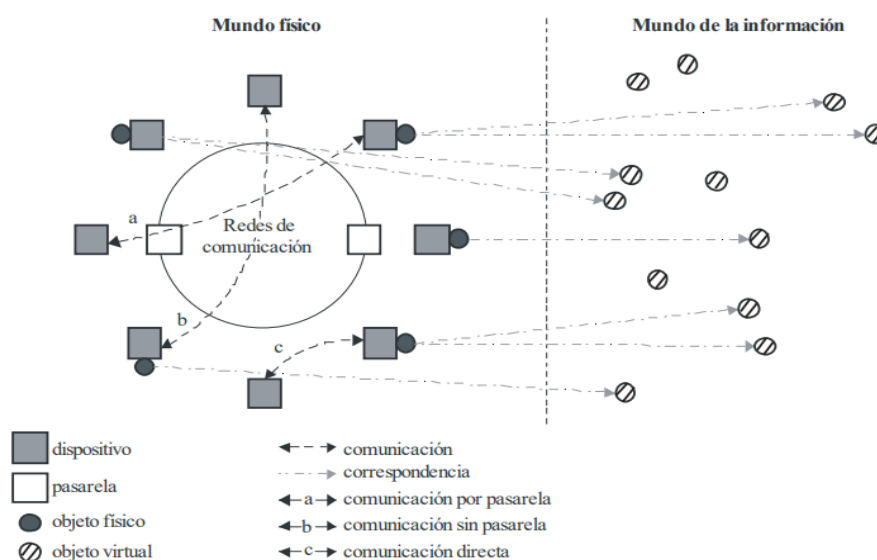 Mundo físico
Mundo de la información
a
Redes de
comunicación
b
c
dispositivo
pasarela
objeto físico
objeto virtual
comunicación
correspondencia
a comunicación por pasarela
b comunicación sin pasarela
c comunicación directa